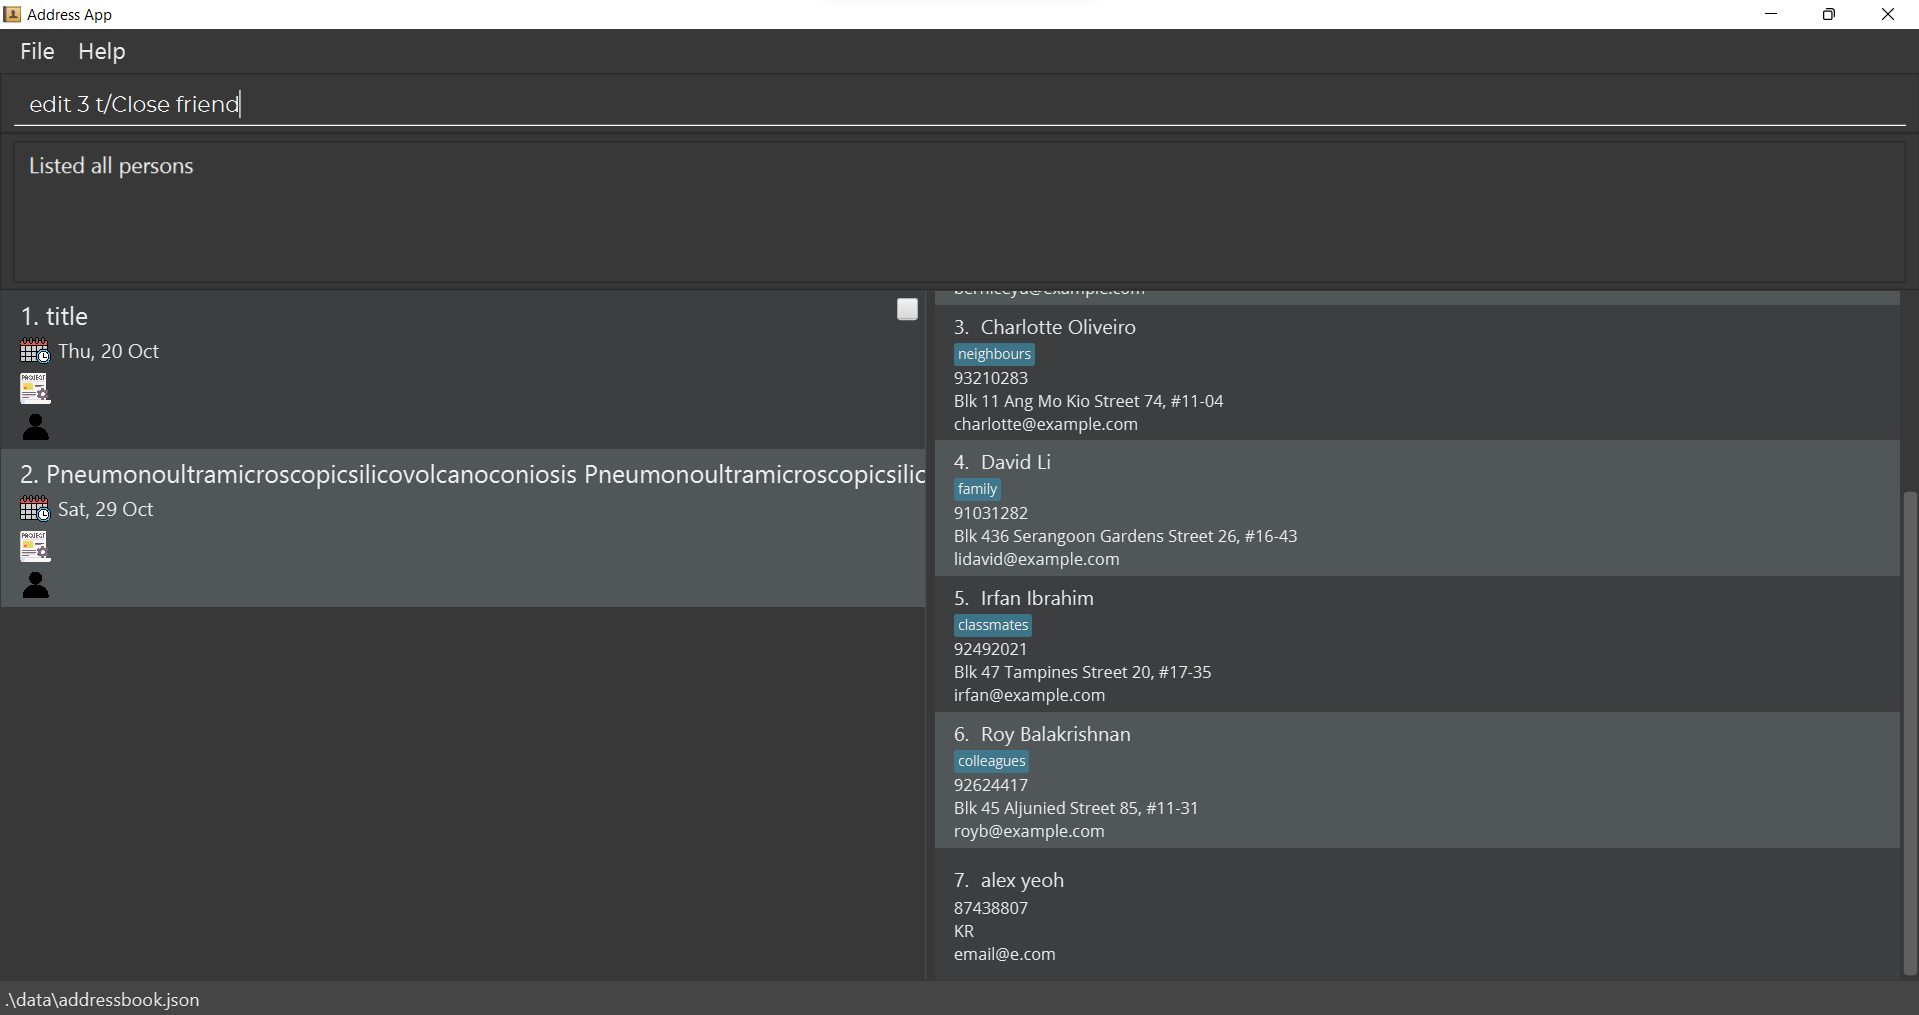 Address App
File Help
edit 3 t/Close friend
Listed all persons
1. title
Thu, 20 Oct
PROJECT
2. Pneumonoultramicroscopicsilicovolcanoconiosis Pneumonoultramicroscopicsilic
Sat, 29 Oct
PROJECT
berniceyu@example.com
3. Charlotte Oliveiro
neighbours
93210283
Blk 11 Ang Mo Kio Street 74, #11-04
charlotte@example.com
4. David Li
family
91031282
Blk 436 Serangoon Gardens Street 26, #16-43
lidavid@example.com
5. Irfan Ibrahim
classmates
92492021
Blk 47 Tampines Street 20, #17-35
irfan@example.com
6. Roy Balakrishnan
colleagues
92624417
Blk 45 Aljunied Street 85, #11-31
royb@example.com
7. alex yeoh
87438807
KR
email@e.com
.\data\addressbook.json